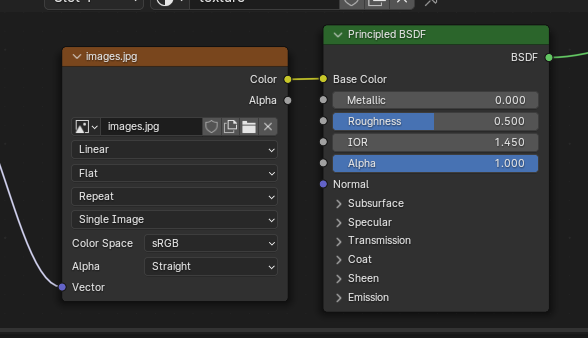 images.jpg
Color
Alpha
images.jpg
Linear
Flat
Repeat
Single Image
Color Space sRGB
Alpha Straight
Vector
Principled BSDF
BSDF
Base Color
Metallic 0.000
Roughness 0.500
IOR 1.450
Alpha 1.000
Normal
Subsurface
Specular
Transmission
Coat
Sheen
Emission